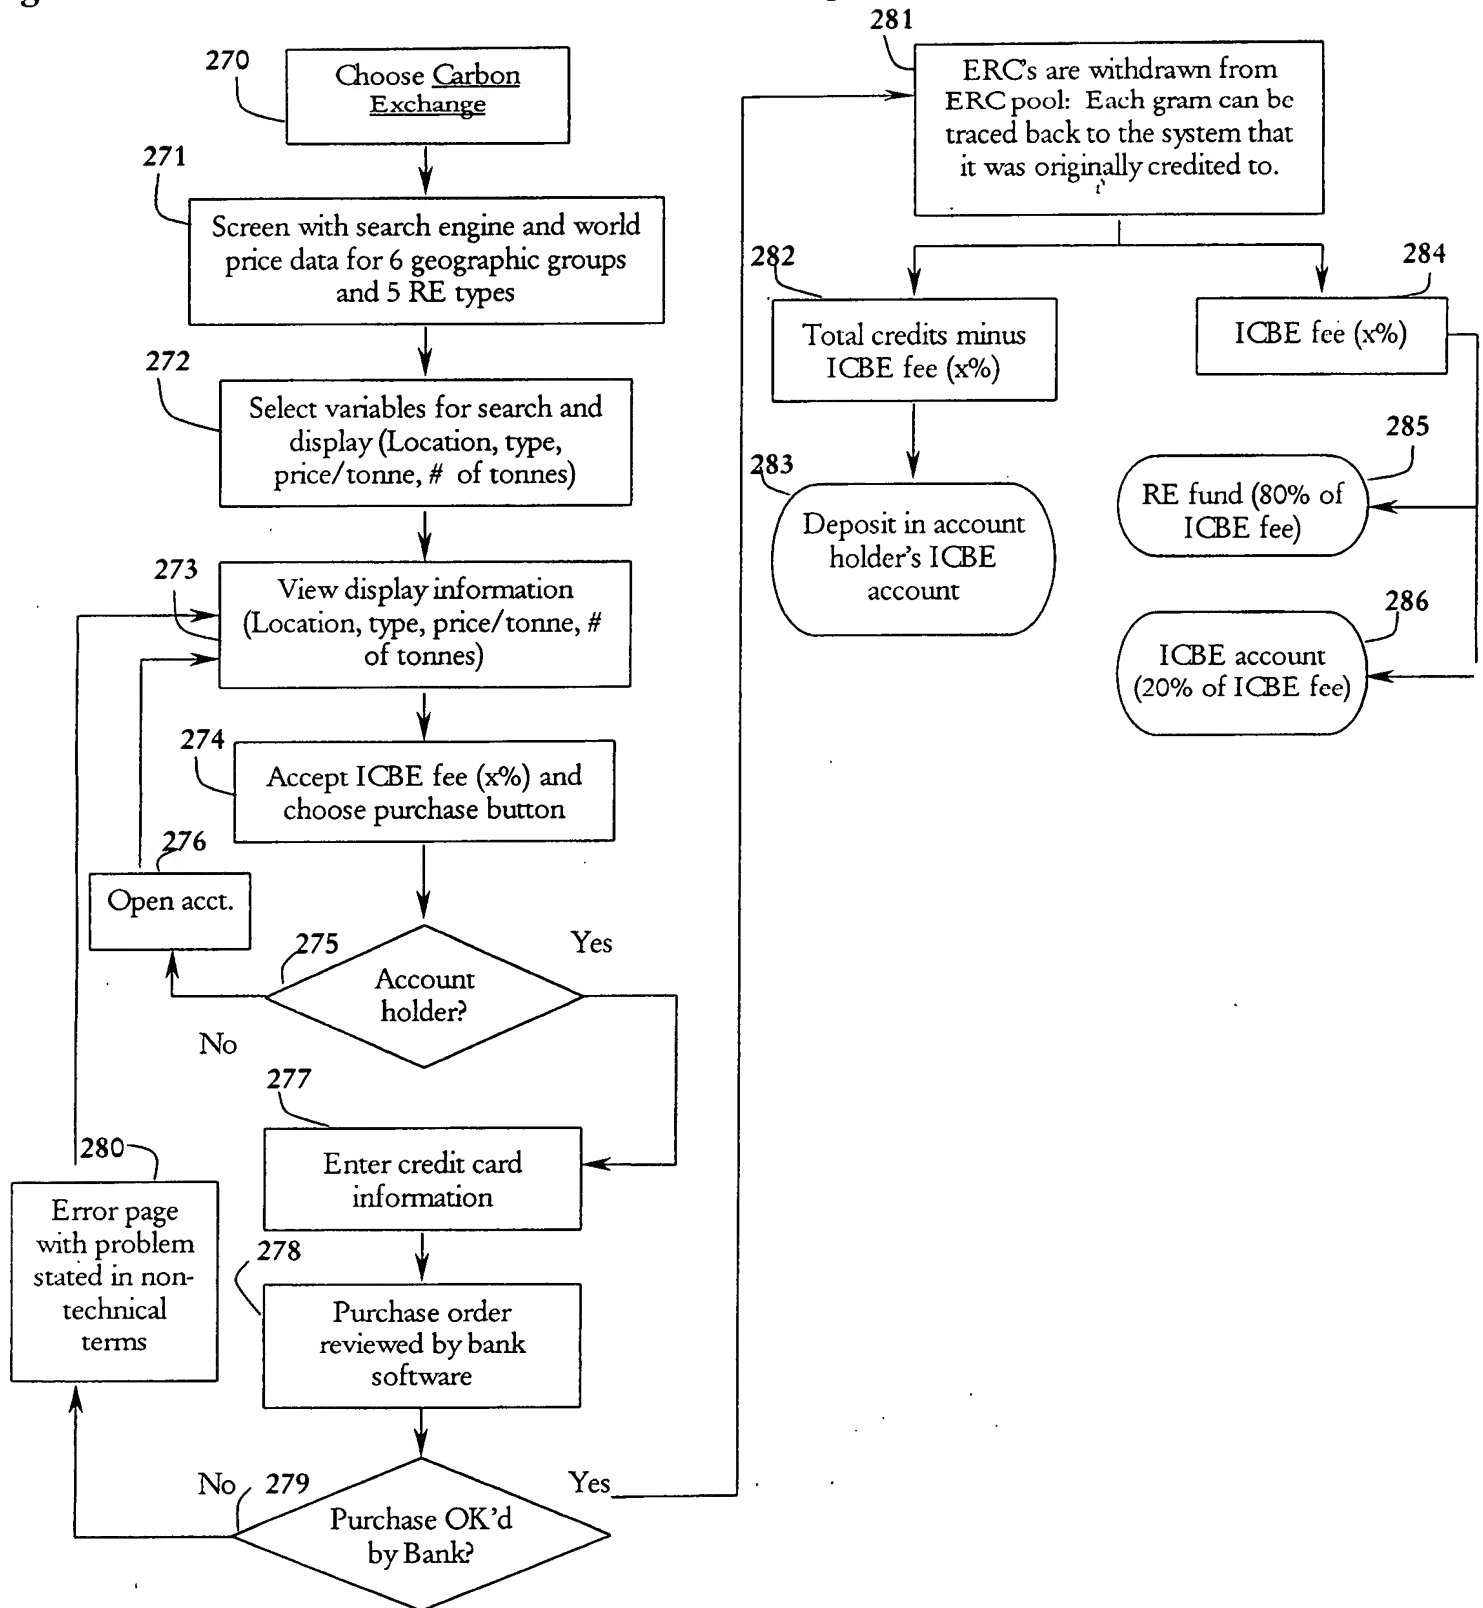 270
Choose Carbon
Exchange
271
Screen with search engine and world
price data for 6 geographic groups
and 5 RE types
272
Select variables for search and
display (Location, type,
price/tonne, # of tonnes)
273
View display information
(Location, type, price/tonne, #
of tonnes)
274
Accept ICBE fee (x%) and
choose purchase button
276
Open acct.
275
Yes
Account
holder?
No
277
Enter credit card
information
280
Error page
with problem
stated in non-
technical
terms
278
Purchase order
reviewed by bank
software
No
279
Yes
Purchase OK'd
by Bank?
281
ERC's are withdrawn from
ERC pool: Each gram can be
traced back to the system that
it was originally credited to.
282
Total credits minus
ICBE fee (x%)
283
Deposit in account
holder's ICBE
account
284
ICBE fee (x%)
285
RE fund (80% of
ICBE fee)
286
ICBE account
(20% of ICBE fee)